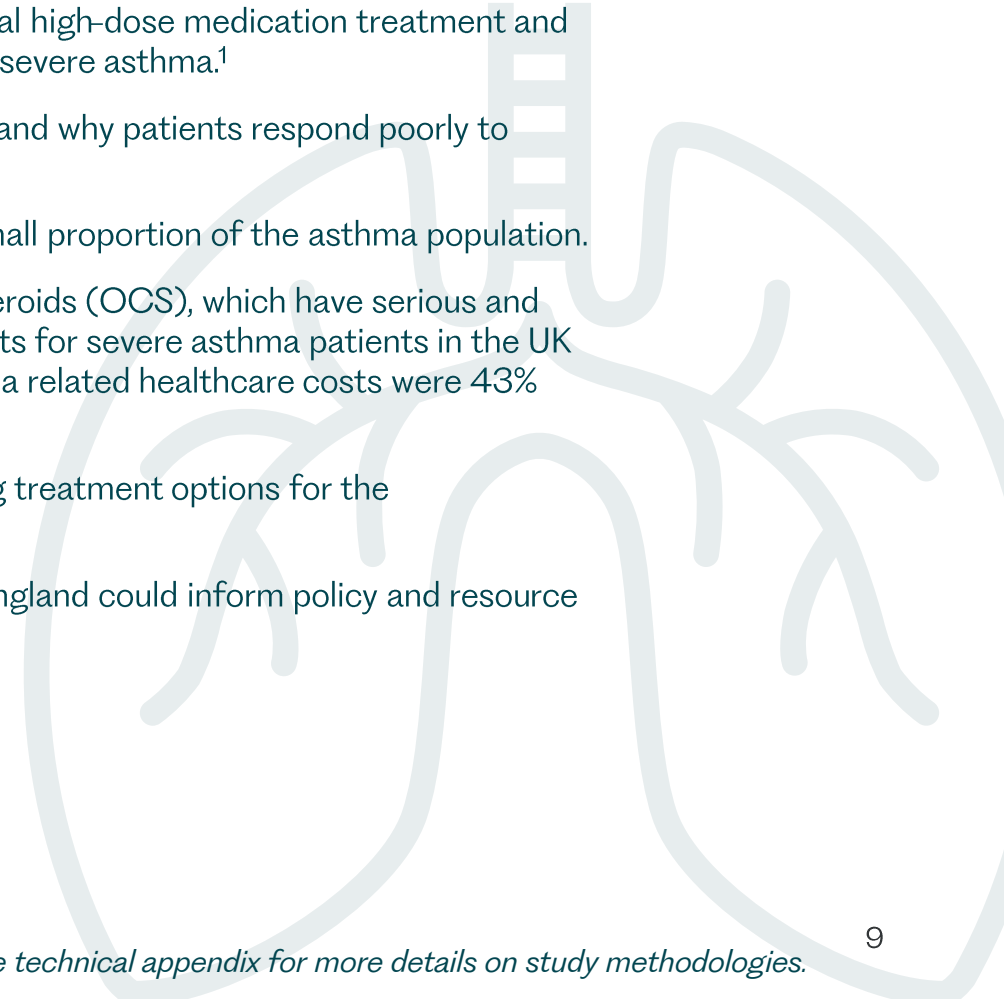 al high-dose medication treatment and
severe asthma.¹
and why patients respond poorly to
all proportion of the asthma population.
eroids (OCS), which have serious and
ts for severe asthma patients in the UK
a related healthcare costs were 43%
g treatment options for the
ngland could inform policy and resource
9
e technical appendix for more details on study methodologies.